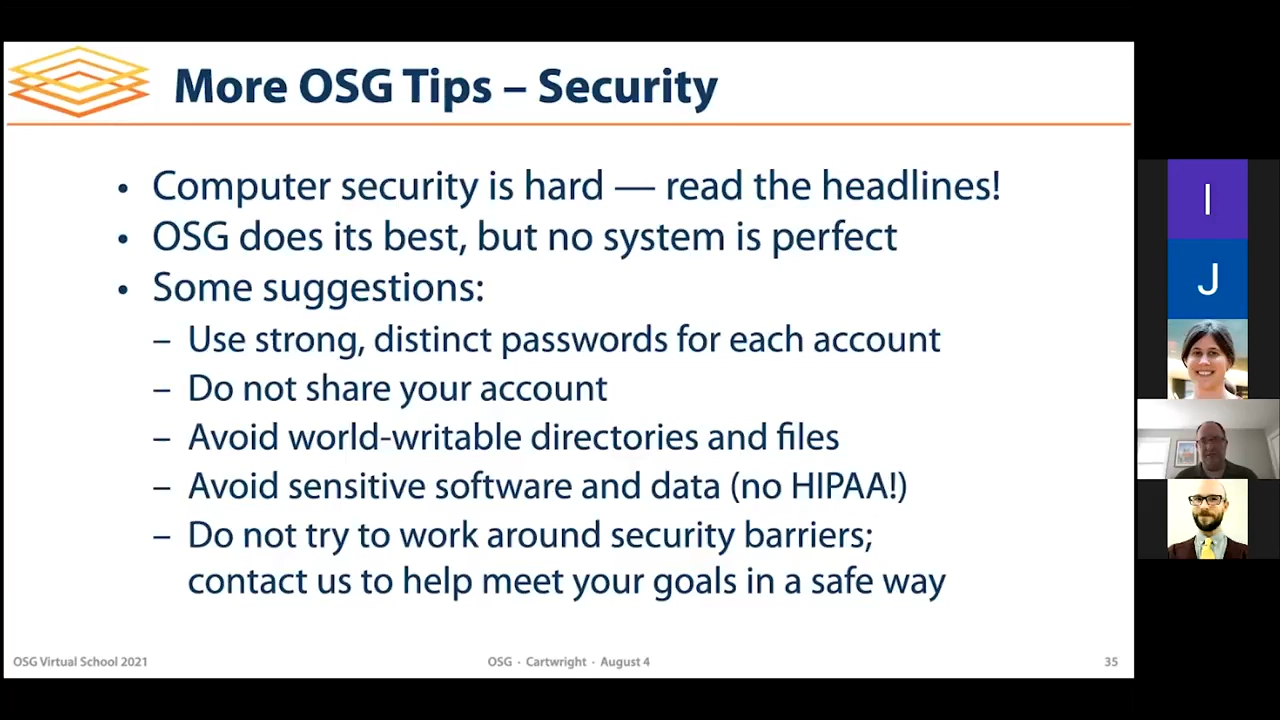 More OSG Tips – Security
• Computer security is hard — read the headlines!
• OSG does its best, but no system is perfect
• Some suggestions:
– Use strong, distinct passwords for each account
– Do not share your account
– Avoid world-writable directories and files
– Avoid sensitive software and data (no HIPAA!)
– Do not try to work around security barriers;
contact us to help meet your goals in a safe way
OSG Virtual School 2021
OSG · Cartwright · August 4
35
I
J